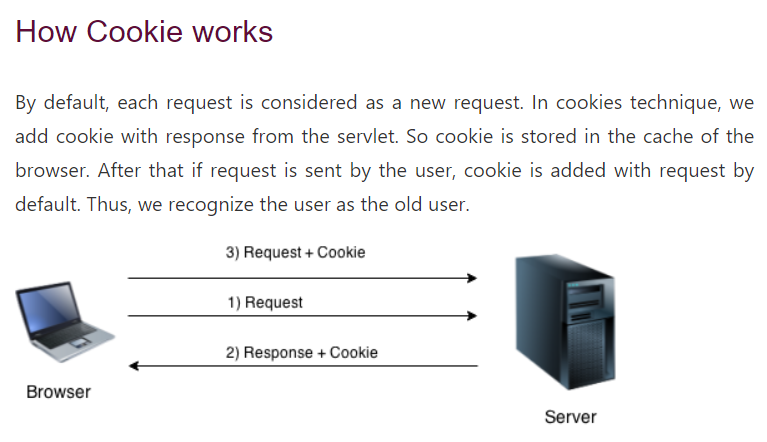 How Cookie works
By default, each request is considered as a new request. In cookies technique, we
add cookie with response from the servlet. So cookie is stored in the cache of the
browser. After that if request is sent by the user, cookie is added with request by
default. Thus, we recognize the user as the old user.
3) Request + Cookie
1) Request
2) Response + Cookie
Browser
Server